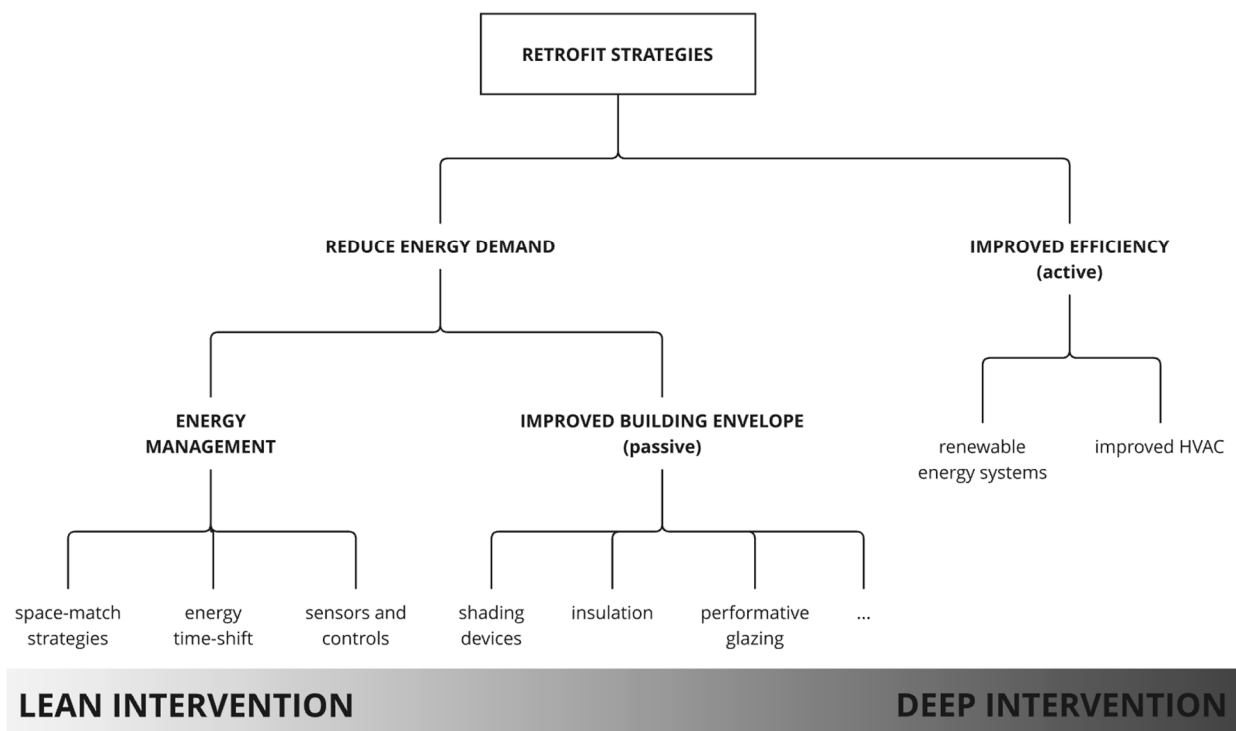 RETROFIT STRATEGIES
REDUCE ENERGY DEMAND
IMPROVED EFFICIENCY
(active)
ENERGY
MANAGEMENT
IMPROVED BUILDING ENVELOPE
(passive)
renewable
energy systems
improved HVAC
space-match
strategies
energy
time-shift
sensors and
controls
shading
devices
insulation
performative
glazing
...
LEAN INTERVENTION
DEEP INTERVENTION